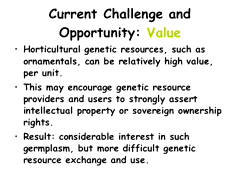 Current Challenge and
Opportunity: Value
• Horticultural genetic resources, such as
ornamentals, can be relatively high value,
per unit.
• This may encourage genetic resource
providers and users to strongly assert
intellectual property or sovereign ownership
rights.
• Result: considerable interest in such
germplasm, but more difficult genetic
resource exchange and use.